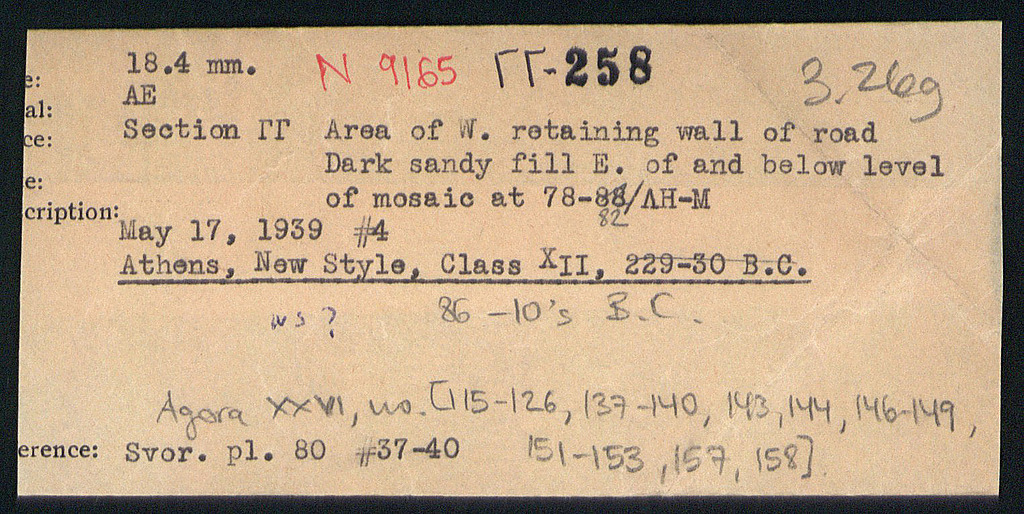 e: 18.4 mm. N 9165 ΓΓ-258 3.26g
al: AE
ce: Section ΓΓ Area of W. retaining wall of road
Dark sandy fill E. of and below level
e: of mosaic at 78-88/ΛH-M
82
cription:
May 17, 1939 #4
Athens, New Style, Class XII, 229-30 B.C.
NS? 86-10's B.C.
Agora XXVI, no. [115-126, 137-140, 143, 144, 146-149,
erence: Svor. pl. 80 #37-40 151-153, 157, 158]